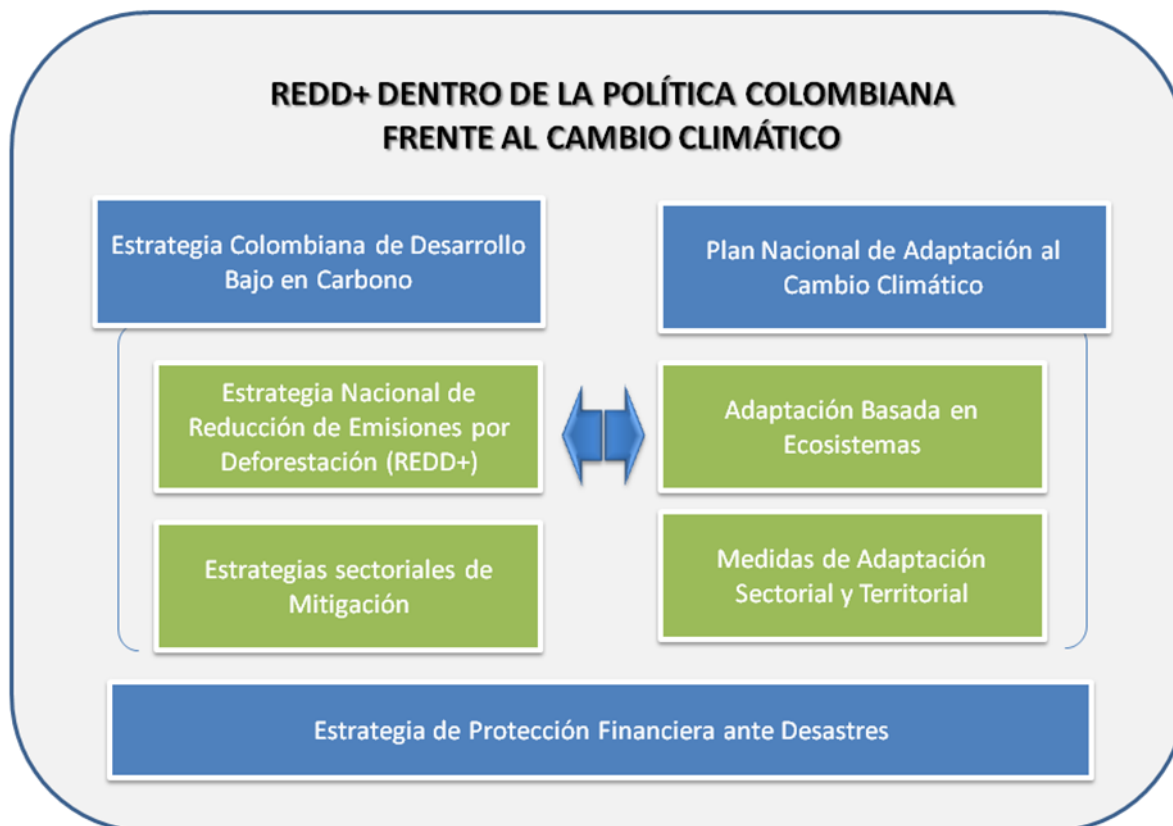 REDD+ DENTRO DE LA POLÍTICA COLOMBIANA
FRENTE AL CAMBIO CLIMÁTICO
Estrategia Colombiana de Desarrollo
Bajo en Carbono
Plan Nacional de Adaptación al
Cambio Climático
Estrategia Nacional de
Reducción de Emisiones por
Deforestación (REDD+)
Adaptación Basada en
Ecosistemas
Estrategias sectoriales de
Mitigación
Medidas de Adaptación
Sectorial y Territorial
Estrategia de Protección Financiera ante Desastres